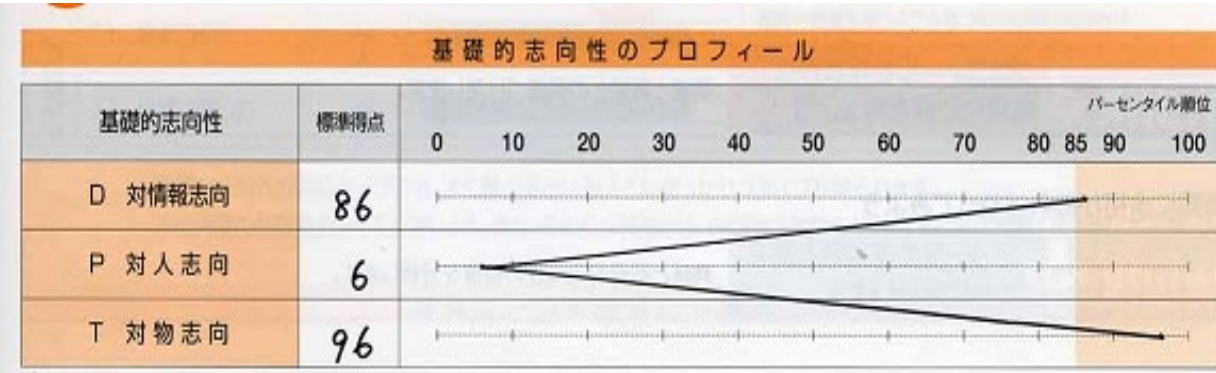 基礎的志向性のプロフィール
基礎的志向性 標準得点 パーセンタイル順位
0 10 20 30 40 50 60 70 80 85 90 100
D 対情報志向 86
P 対人志向 6
T 対物志向 96